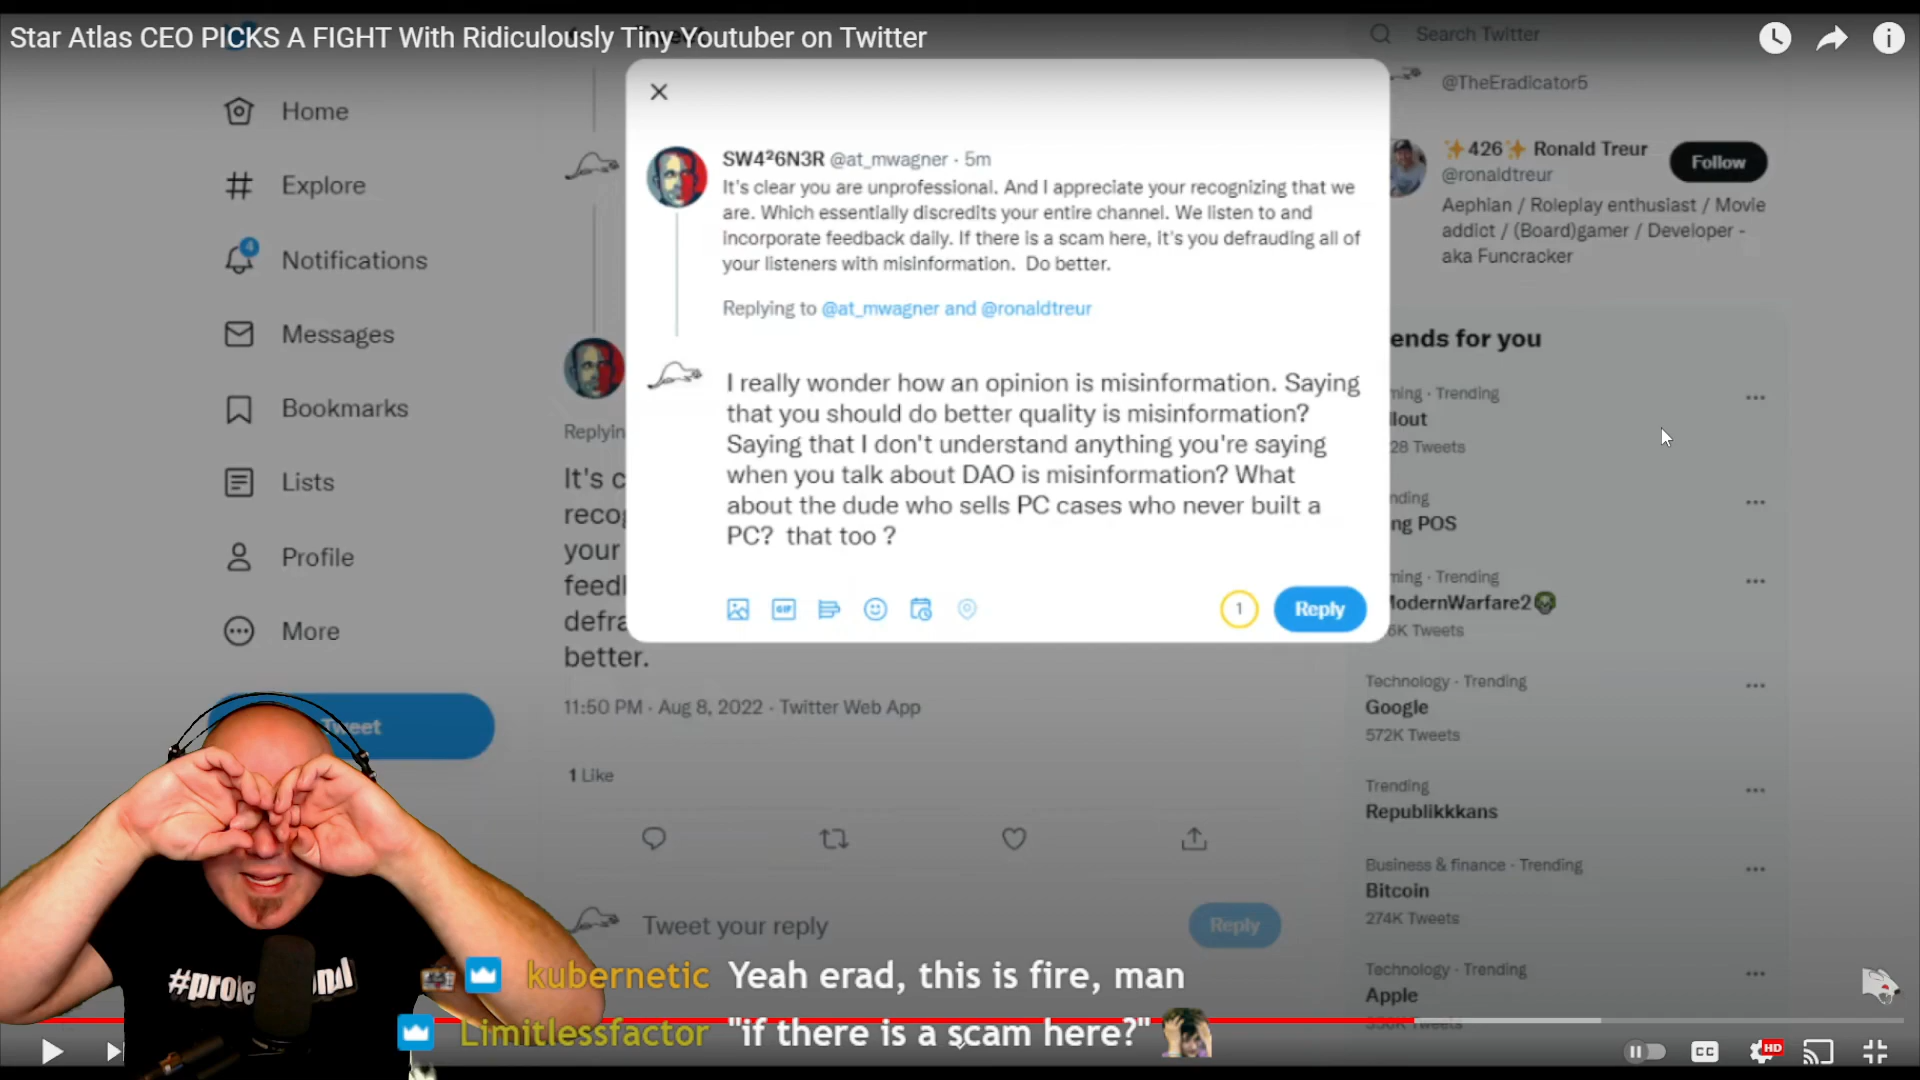 Star Atlas CEO PICKS A FIGHT With Ridiculously Tiny Youtuber on Twitter
Search Twitter
Home
Explore
4
Notifications
Messages
Bookmarks
Lists
Profile
More
Tweet
SW4²6N3R @at_mwagner · 5m
It's clear you are unprofessional. And I appreciate your recognizing that we
are. Which essentially discredits your entire channel. We listen to and
incorporate feedback daily. If there is a scam here, it's you defrauding all of
your listeners with misinformation. Do better.
Replying to @at_mwagner and @ronaldtreur
I really wonder how an opinion is misinformation. Saying
that you should do better quality is misinformation?
Saying that I don't understand anything you're saying
when you talk about DAO is misinformation? What
about the dude who sells PC cases who never built a
PC? that too ?
GIF
1
Reply
Replyin
It's c
recog
your
feed
defra
better.
11:50 PM · Aug 8, 2022 · Twitter Web App
1 Like
Tweet your reply
Reply
@TheEradicator5
✨426✨ Ronald Treur
@ronaldtreur
Follow
Aephian / Roleplay enthusiast / Movie
addict / (Board)gamer / Developer -
aka Funcracker
ends for you
ming · Trending
llout
28 Tweets
nding
ng POS
ming · Trending
ModernWarfare2
6K Tweets
Technology · Trending
Google
572K Tweets
Trending
Republikkkans
Business & finance · Trending
Bitcoin
274K Tweets
Technology · Trending
Apple
kubernetic Yeah erad, this is fire, man
Limitlessfactor "if there is a scam here?"
CC
HD